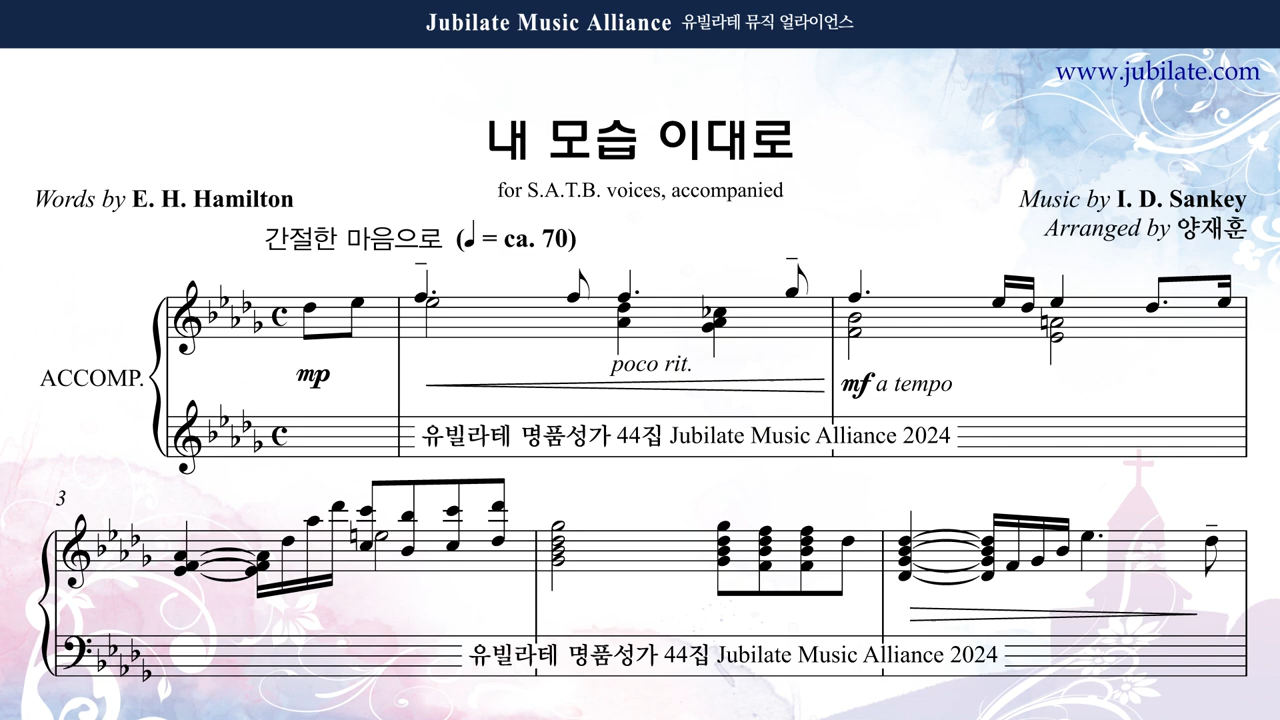 Jubilate Music Alliance 유빌라테 뮤직 얼라이언스
www.jubilate.com
내 모습 이대로
for S.A.T.B. voices, accompanied
Words by E. H. Hamilton
Music by I. D. Sankey
Arranged by 양재훈
간절한 마음으로 (♩ = ca. 70)
ACCOMP.
mp
poco rit.
mf a tempo
유빌라테 명품성가 44집 Jubilate Music Alliance 2024
3
유빌라테 명품성가 44집 Jubilate Music Alliance 2024